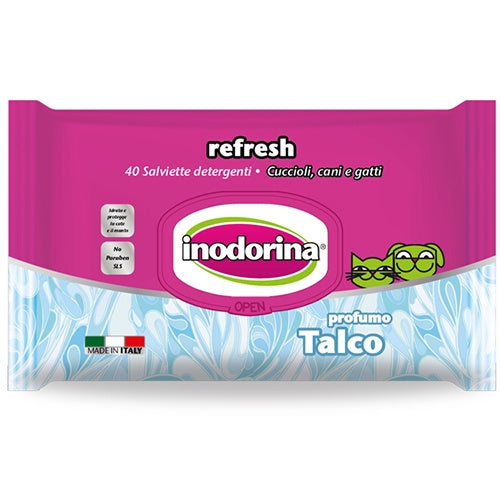 refresh
40 Salviette detergenti • Cuccioli, cani e gatti
Idrata e
protegge
la cute
e il manto
No
Paraben
SLS
inodorina®
OPEN
profumo
Talco
MADE IN ITALY